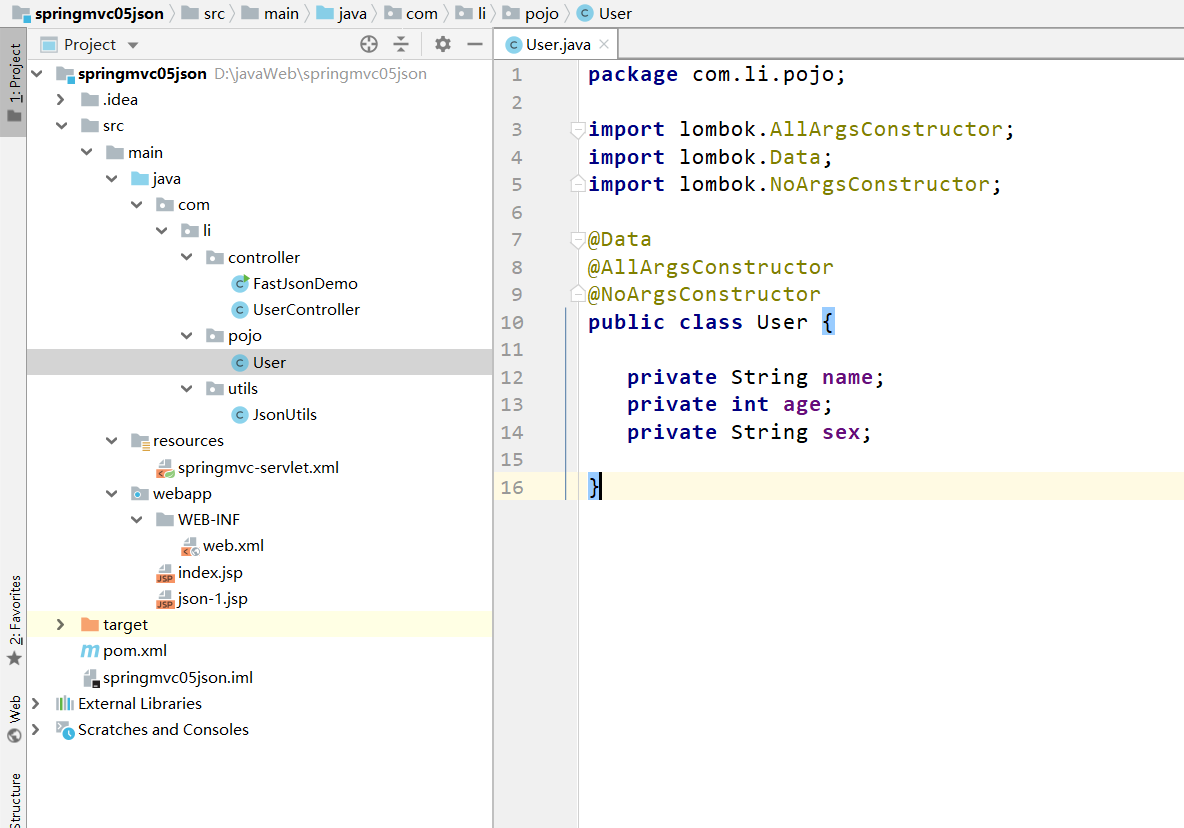 springmvc05json src main java com li pojo User
Project
User.java
1: Project
2: Favorites
Web
Structure
springmvc05json D:\javaWeb\springmvc05json
.idea
src
main
java
com
li
controller
FastJsonDemo
UserController
pojo
User
utils
JsonUtils
resources
springmvc-servlet.xml
webapp
WEB-INF
web.xml
index.jsp
json-1.jsp
target
pom.xml
springmvc05json.iml
External Libraries
Scratches and Consoles
1 package com.li.pojo;
2
3 import lombok.AllArgsConstructor;
4 import lombok.Data;
5 import lombok.NoArgsConstructor;
6
7 @Data
8 @AllArgsConstructor
9 @NoArgsConstructor
10 public class User {
11
12 private String name;
13 private int age;
14 private String sex;
15
16 }